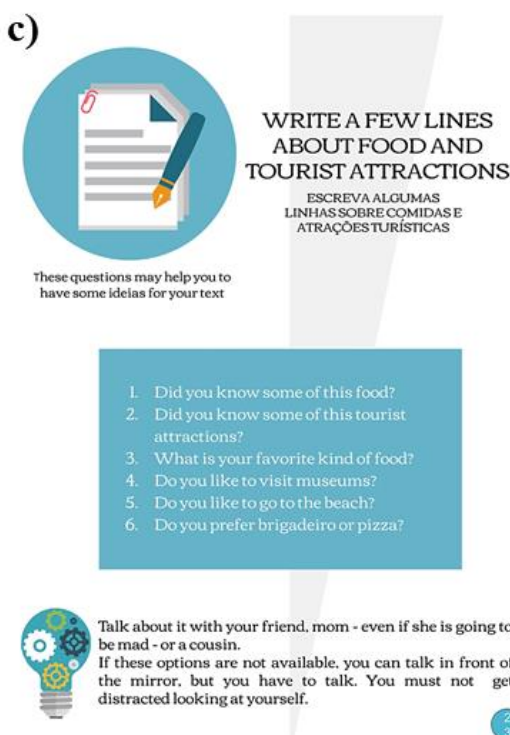 c)
WRITE A FEW LINES
ABOUT FOOD AND
TOURIST ATTRACTIONS
ESCREVA ALGUMAS
LINHAS SOBRE COMIDAS E
ATRAÇÕES TURÍSTICAS
These questions may help you to
have some ideias for your text
1. Did you know some of this food?
2. Did you know some of this tourist
attractions?
3. What is your favorite kind of food?
4. Do you like to visit museums?
5. Do you like to go to the beach?
6. Do you prefer brigadeiro or pizza?
Talk about it with your friend, mom - even if she is going to
be mad - or a cousin.
If these options are not available, you can talk in front of
the mirror, but you have to talk. You must not get
distracted looking at yourself.
2